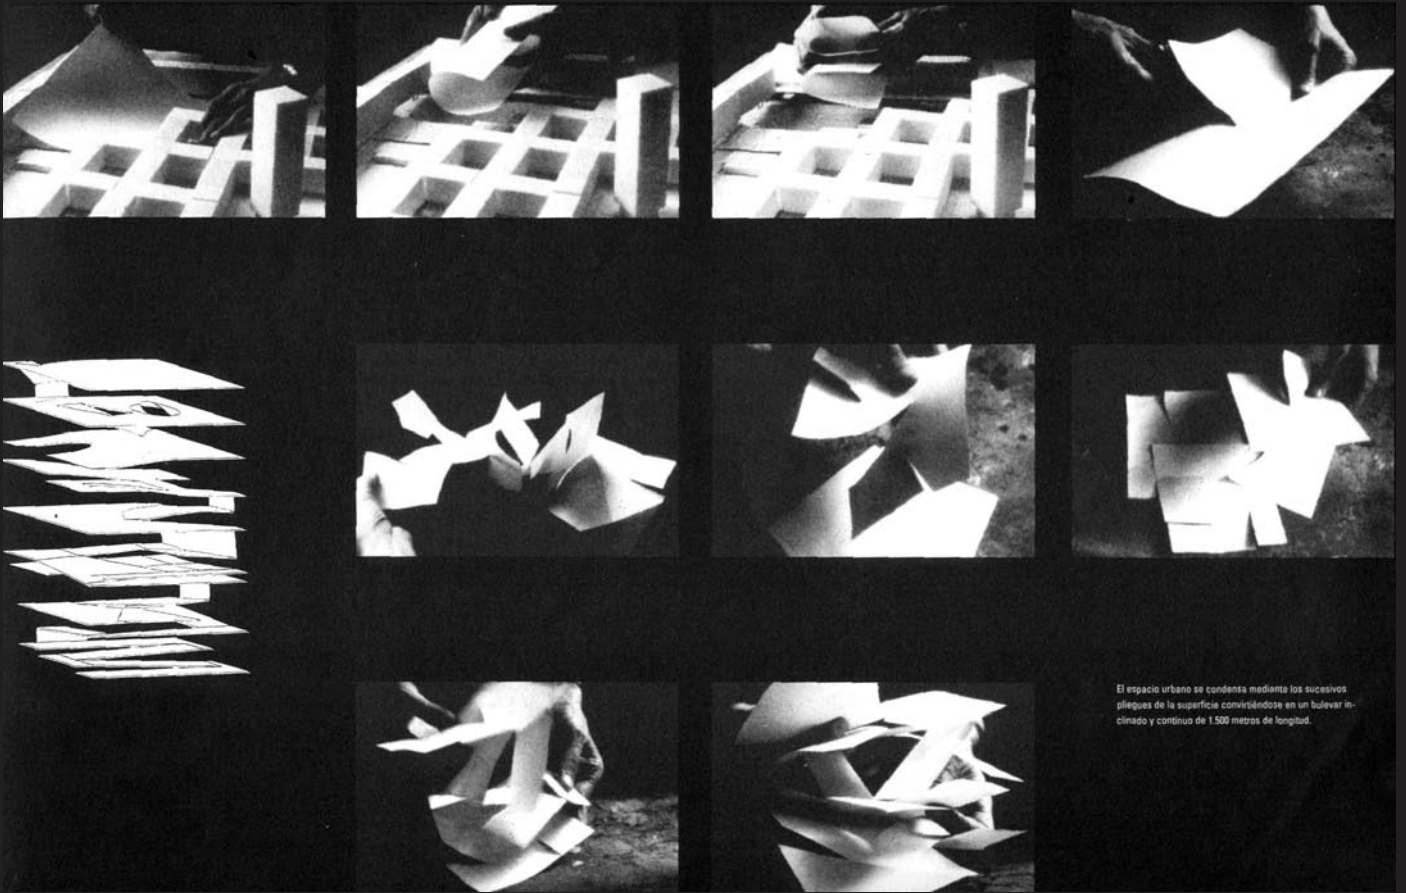 El espacio urbano se condensa mediante los sucesivos
pliegues de la superficie convirtiéndose en un bulevar in-
clinado y continuo de 1.500 metros de longitud.